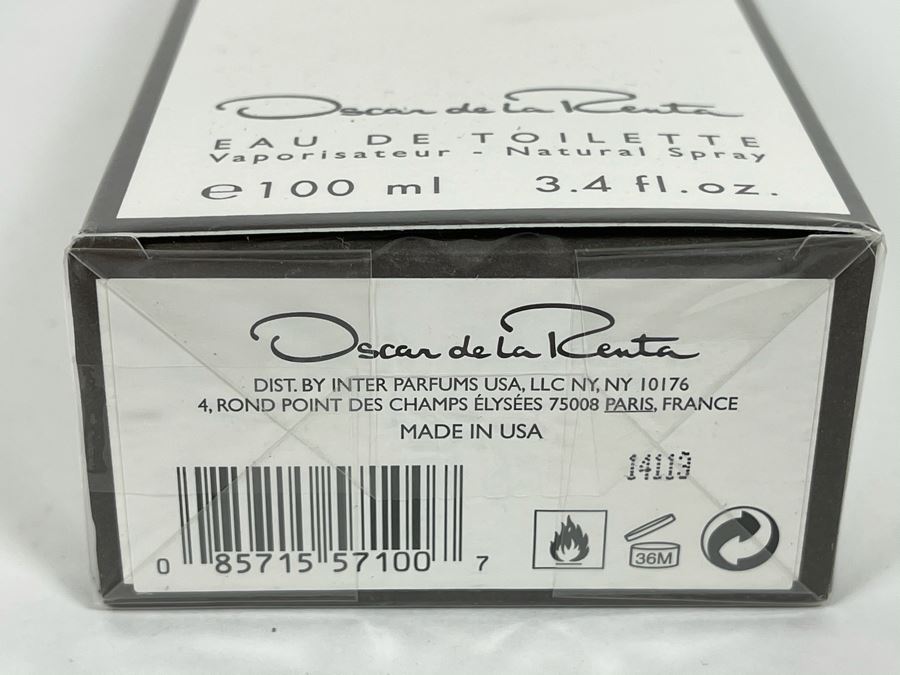 Oscar de la Renta
EAU DE TOILETTE
Vaporisateur - Natural Spray
℮100 ml 3.4 fl.oz.
Oscar de la Renta
DIST. BY INTER PARFUMS USA, LLC NY, NY 10176
4, ROND POINT DES CHAMPS ÉLYSÉES 75008 PARIS, FRANCE
MADE IN USA
14113
0 85715 57100 7
36M